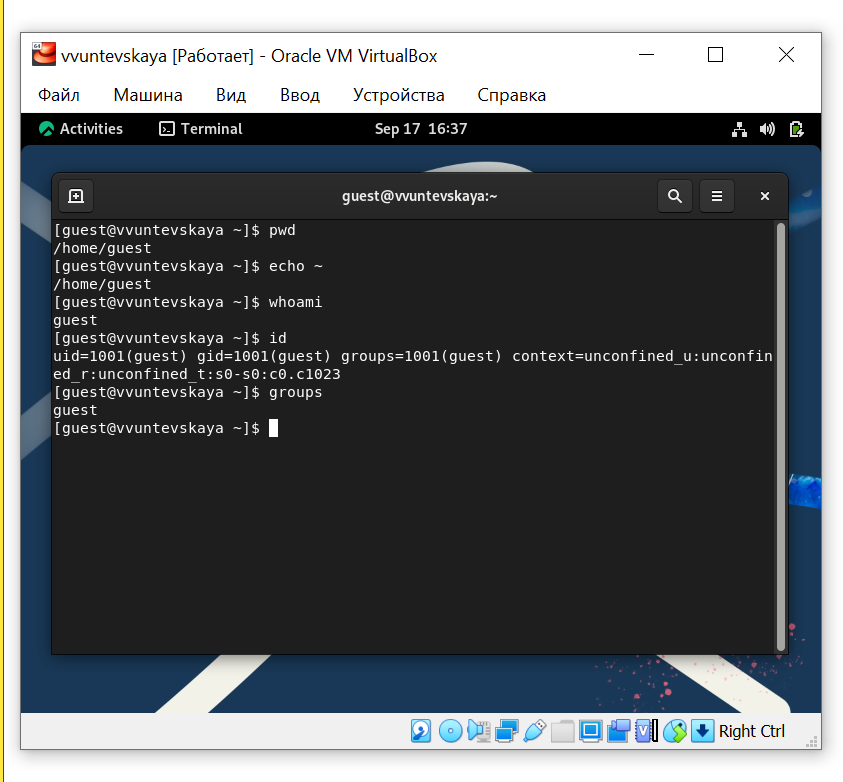 64
vvuntevskaya [Работает] - Oracle VM VirtualBox
Файл Машина Вид Ввод Устройства Справка
Activities Terminal Sep 17 16:37
guest@vvuntevskaya:~
[guest@vvuntevskaya ~]$ pwd
/home/guest
[guest@vvuntevskaya ~]$ echo ~
/home/guest
[guest@vvuntevskaya ~]$ whoami
guest
[guest@vvuntevskaya ~]$ id
uid=1001(guest) gid=1001(guest) groups=1001(guest) context=unconfined_u:unconfin
ed_r:unconfined_t:s0-s0:c0.c1023
[guest@vvuntevskaya ~]$ groups
guest
[guest@vvuntevskaya ~]$
Right Ctrl